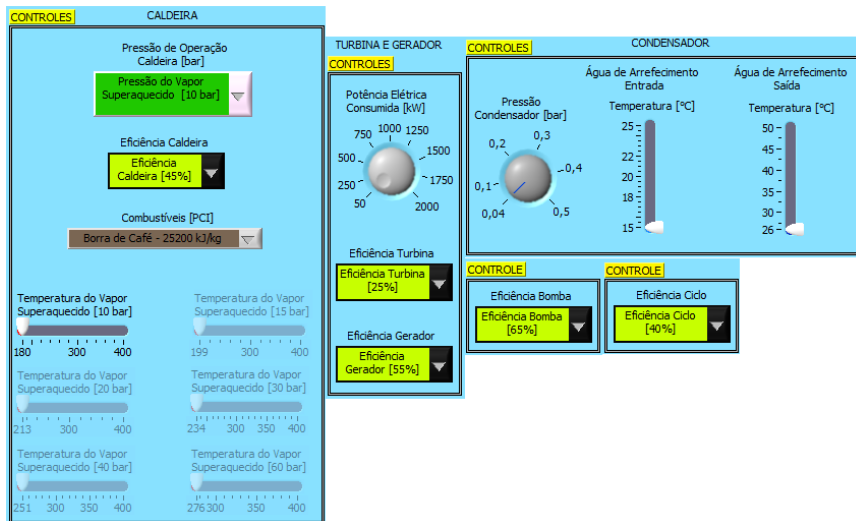 CONTROLES
CALDEIRA
Pressão de Operação
Caldeira [bar]
Pressão do Vapor
Superaquecido [10 bar]
Eficiência Caldeira
Eficiência
Caldeira [45%]
Combustíveis [PCI]
Borra de Café - 25200 kJ/kg
Temperatura do Vapor
Superaquecido [10 bar]
180 300 400
Temperatura do Vapor
Superaquecido [15 bar]
199 300 400
Temperatura do Vapor
Superaquecido [20 bar]
213 300 400
Temperatura do Vapor
Superaquecido [30 bar]
234 300 350 400
Temperatura do Vapor
Superaquecido [40 bar]
251 300 350 400
Temperatura do Vapor
Superaquecido [60 bar]
276 300 350 400
TURBINA E GERADOR
CONTROLES
Potência Elétrica
Consumida [kW]
50
250
500
750
1000
1250
1500
1750
2000
Eficiência Turbina
Eficiência Turbina
[25%]
Eficiência Gerador
Eficiência
Gerador [55%]
CONTROLES
CONDENSADOR
Pressão
Condensador [bar]
0,04
0,1
0,2
0,3
0,4
0,5
Água de Arrefecimento
Entrada
Temperatura [ºC]
25
22
20
18
15
Água de Arrefecimento
Saída
Temperatura [ºC]
50
45
40
35
30
26
CONTROLE
Eficiência Bomba
Eficiência Bomba
[65%]
CONTROLE
Eficiência Ciclo
Eficiência Ciclo
[40%]